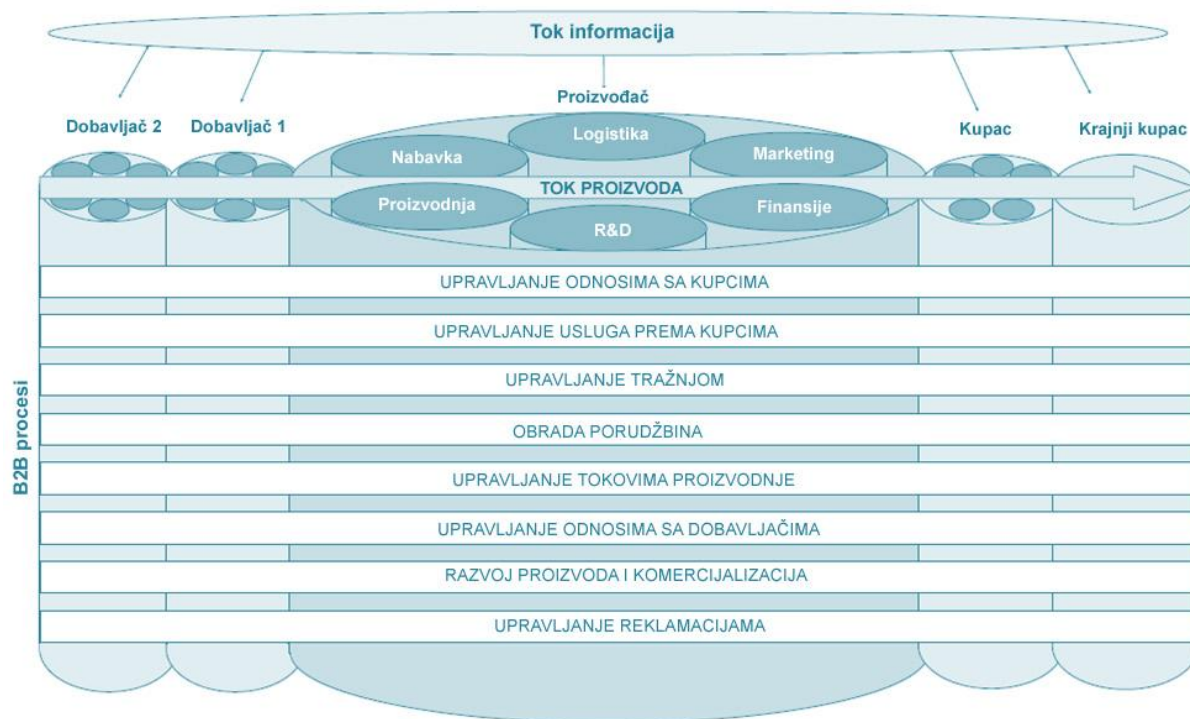 Tok informacija
Proizvođač
Dobavljač 2
Dobavljač 1
Kupac
Krajnji kupac
Logistika
Nabavka
Marketing
TOK PROIZVODA
Proizvodnja
Finansije
R&D
UPRAVLJANJE ODNOSIMA SA KUPCIMA
UPRAVLJANJE USLUGA PREMA KUPCIMA
UPRAVLJANJE TRAŽNJOM
OBRADA PORUDŽBINA
UPRAVLJANJE TOKOVIMA PROIZVODNJE
UPRAVLJANJE ODNOSIMA SA DOBAVLJAČIMA
RAZVOJ PROIZVODA I KOMERCIJALIZACIJA
UPRAVLJANJE REKLAMACIJAMA
B2B procesi